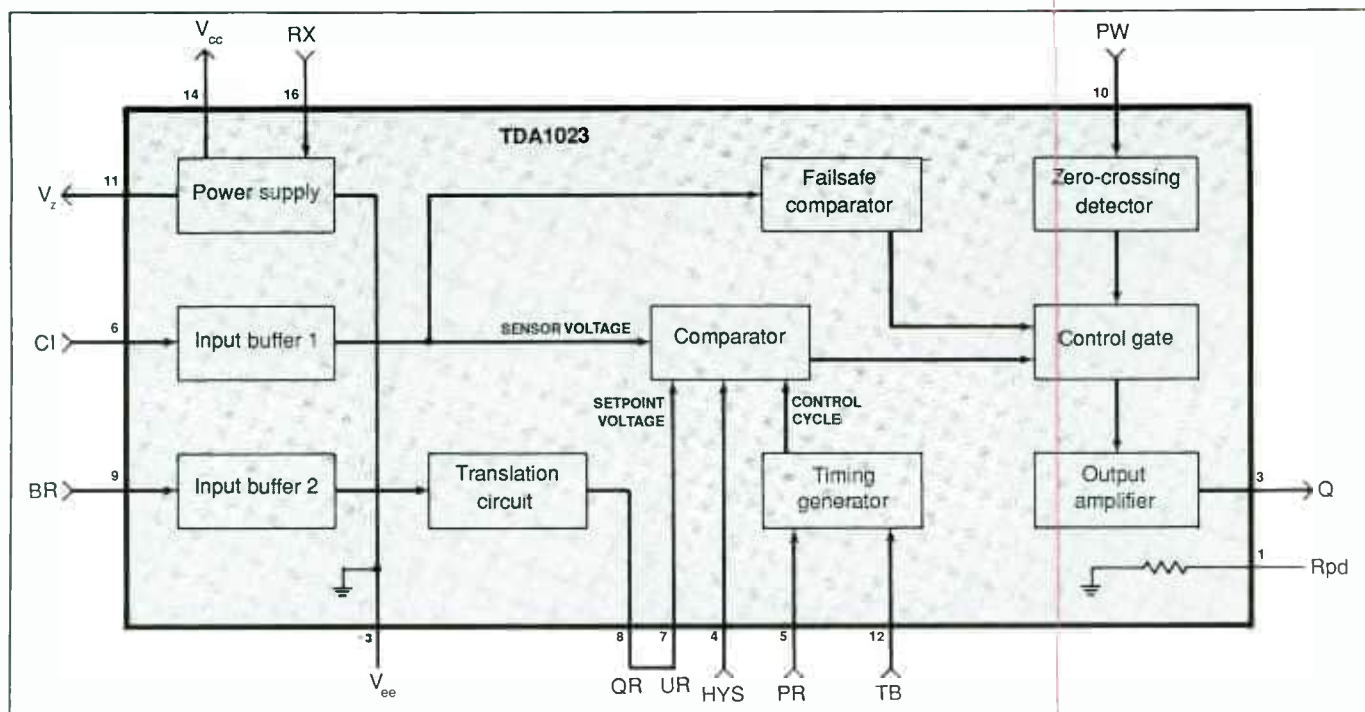 Vcc
RX
PW
14
16
10
TDA1023
Vz
11
Power supply
Failsafe
comparator
Zero-crossing
detector
CI
6
Input buffer 1
SENSOR VOLTAGE
Comparator
Control gate
SETPOINT
VOLTAGE
CONTROL
CYCLE
BR
9
Input buffer 2
Translation
circuit
Timing
generator
Output
amplifier
3
Q
1
Rpd
3
8
7
4
5
12
Vee
QR
UR
HYS
PR
TB